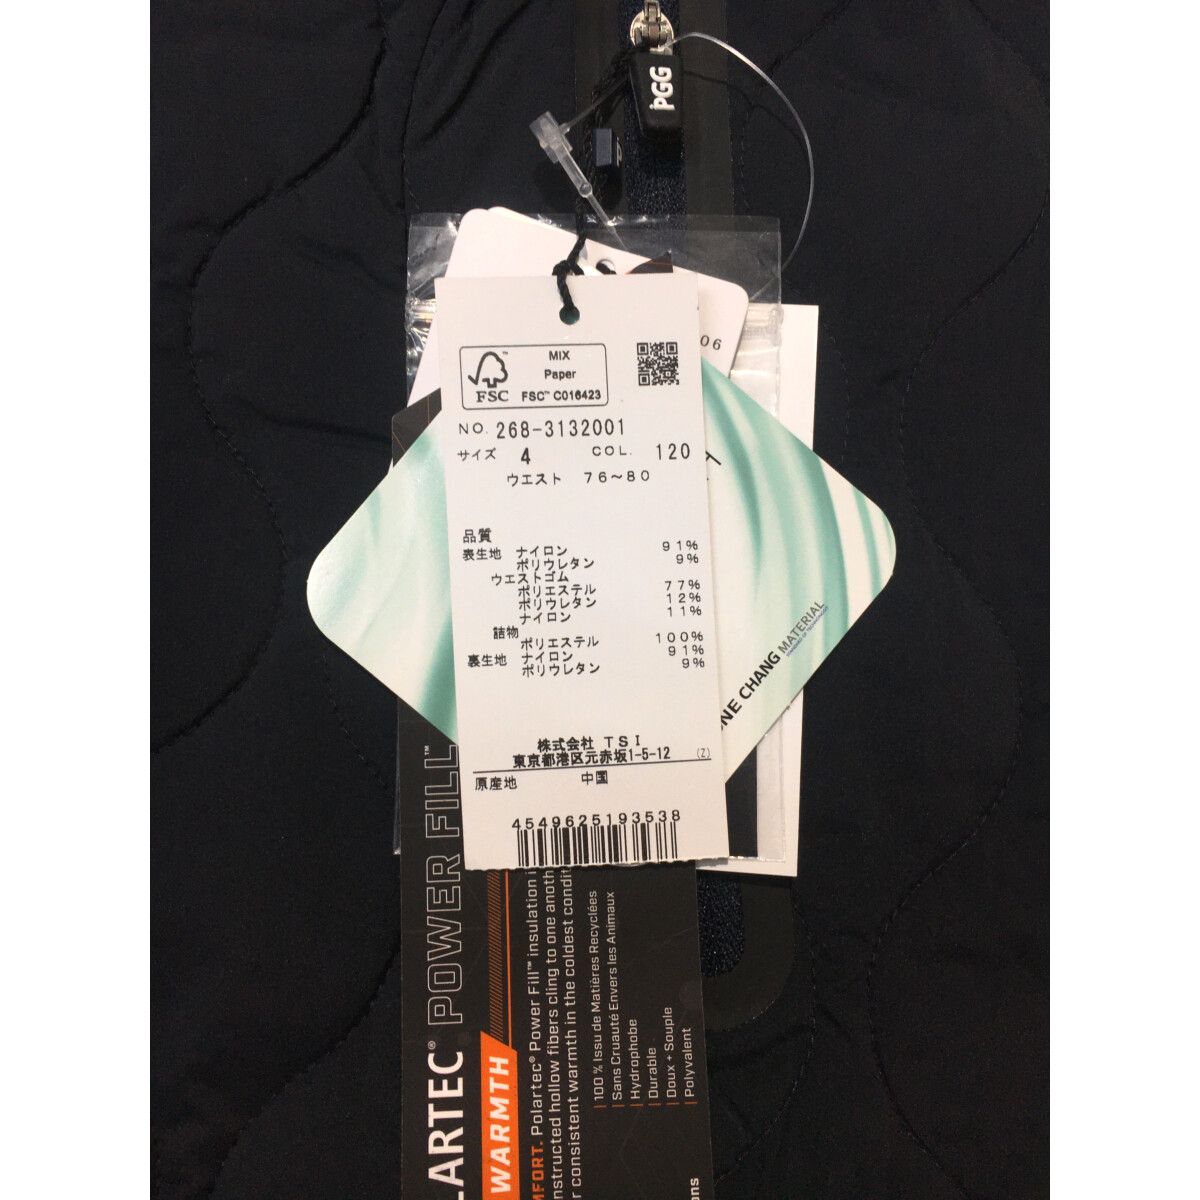 PGG
06
MIX
Paper
FSC™ C016423
FSC
NO. 268-3132001
サイズ 4 COL. 120
ウエスト 76～80
品質
表生地 ナイロン 91%
ポリウレタン 9%
ウエストゴム
ポリエステル 77%
ポリウレタン 12%
ナイロン 11%
詰物
ポリエステル 100%
裏生地 ナイロン 91%
ポリウレタン 9%
株式会社 TSI
東京都港区元赤坂1-5-12 (Z)
原産地 中国
4549625193538
NE CHANG MATERIAL
LARTEC® POWER FILL™
WARMTH
MFORT. Polartec® Power Fill™ insulation
nstructed hollow fibers cling to one anoth
r consistent warmth in the coldest condit
100 % Issu de Matières Recyclées
Sans Cruauté Envers les Animaux
Hydrophobe
Durable
Doux + Souple
Polyvalent
ons